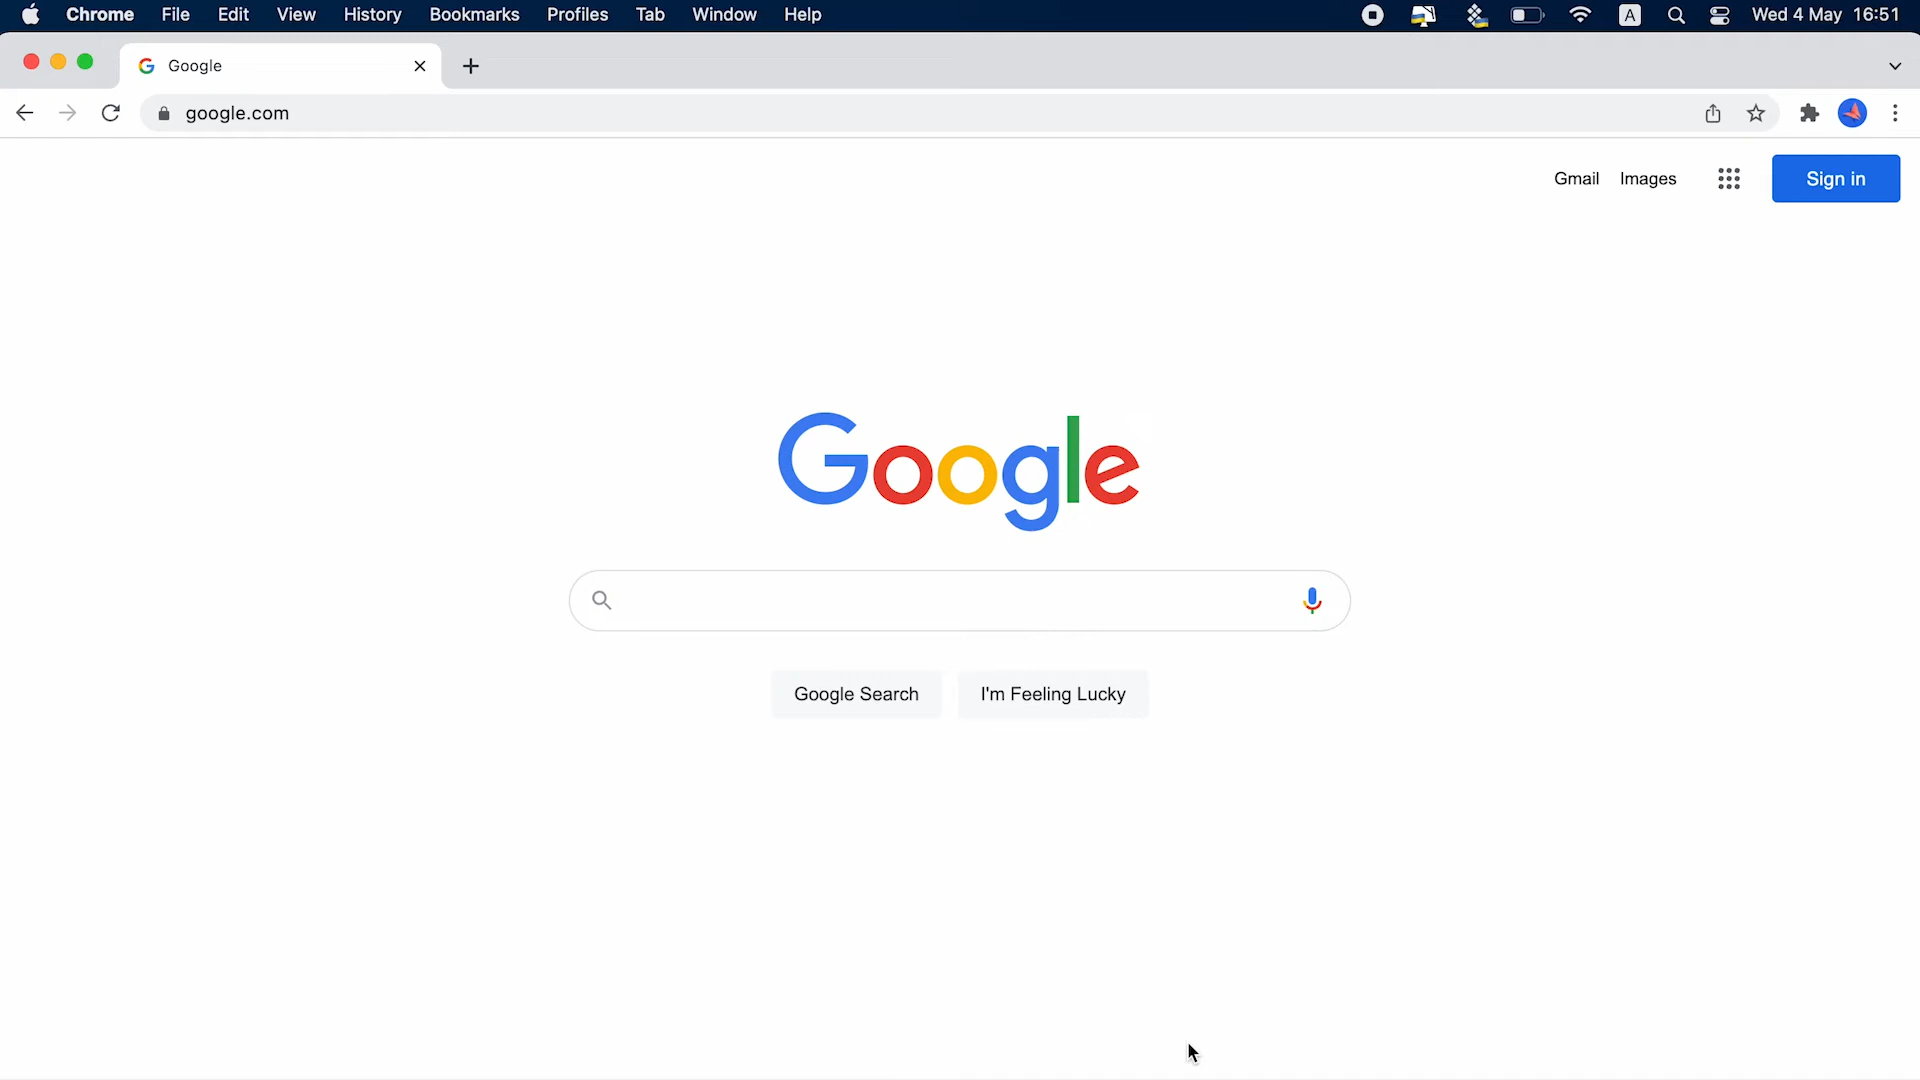 Chrome File Edit View History Bookmarks Profiles Tab Window Help A Wed 4 May 16:51
Google
google.com
Gmail Images Sign in
Google
Google Search I'm Feeling Lucky